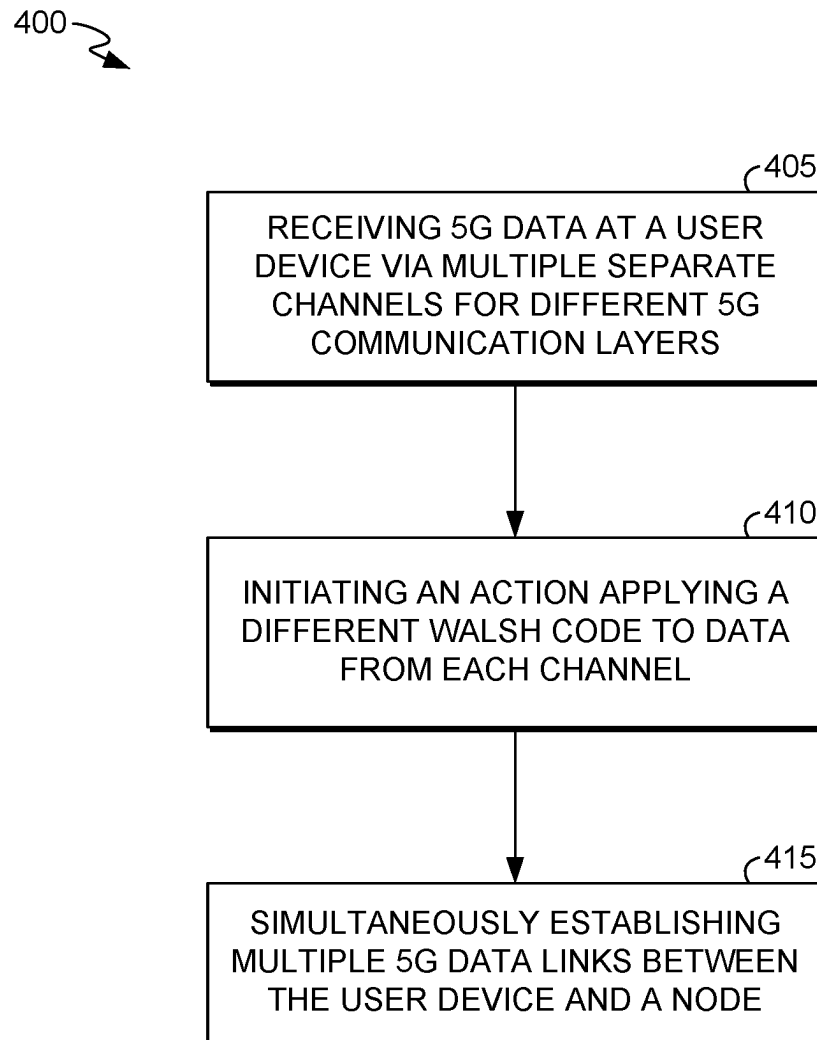 400
405
RECEIVING 5G DATA AT A USER
DEVICE VIA MULTIPLE SEPARATE
CHANNELS FOR DIFFERENT 5G
COMMUNICATION LAYERS
410
INITIATING AN ACTION APPLYING A
DIFFERENT WALSH CODE TO DATA
FROM EACH CHANNEL
415
SIMULTANEOUSLY ESTABLISHING
MULTIPLE 5G DATA LINKS BETWEEN
THE USER DEVICE AND A NODE